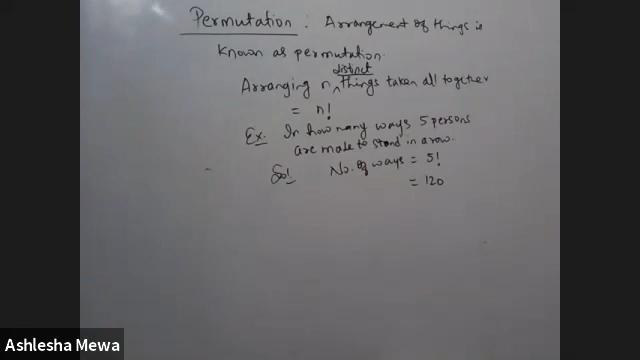 Permutation : Arrangement of things is
known as permutation.
distinct
Arranging n ^ things taken all together
= n!
Ex. In how many ways 5 persons
are made to stand in a row.
Sol No. of ways = 5!
= 120
Ashlesha Mewa